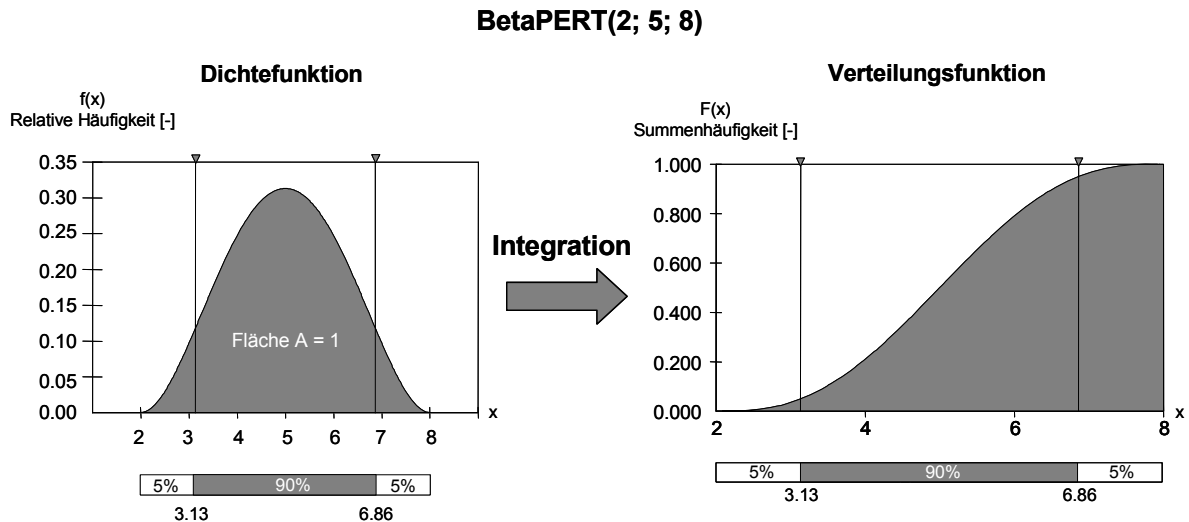 BetaPERT(2; 5; 8)
Dichtefunktion
f(x)
Relative Häufigkeit [-]
0.35
0.30
0.25
0.20
0.15
0.10
0.05
0.00
Fläche A = 1
2 3 4 5 6 7 8 x
5% 90% 5%
3.13 6.86
Integration
Verteilungsfunktion
F(x)
Summenhäufigkeit [-]
1.000
0.800
0.600
0.400
0.200
0.000
2 4 6 8 x
5% 90% 5%
3.13 6.86